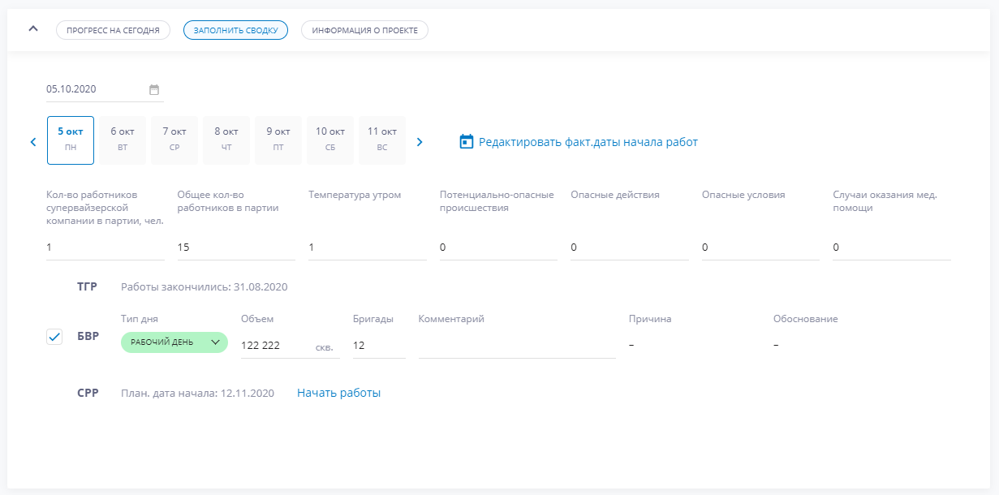 ПРОГРЕСС НА СЕГОДНЯ
ЗАПОЛНИТЬ СВОДКУ
ИНФОРМАЦИЯ О ПРОЕКТЕ
05.10.2020
5 окт
ПН
6 окт
ВТ
7 окт
СР
8 окт
ЧТ
9 окт
ПТ
10 окт
СБ
11 окт
ВС
Редактировать факт.даты начала работ
Кол-во работников
супервайзерской
компании в партии, чел.
1
Общее кол-во
работников в партии
15
Температура утром
1
Потенциально-опасные
происшествия
0
Опасные действия
0
Опасные условия
0
Случаи оказания мед.
помощи
0
ТГР Работы закончились: 31.08.2020
БВР
Тип дня
РАБОЧИЙ ДЕНЬ
Объем
122 222 скв.
Бригады
12
Комментарий
Причина
–
Обоснование
–
СРР План. дата начала: 12.11.2020 Начать работы